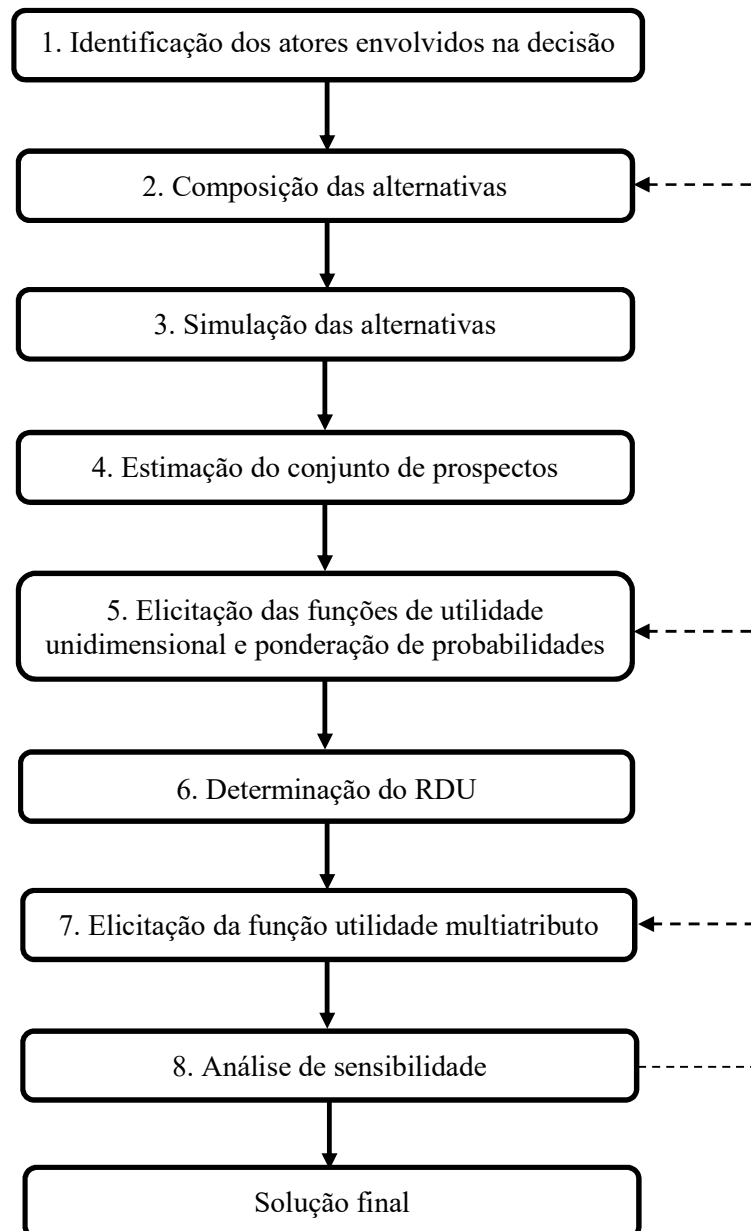 1. Identificação dos atores envolvidos na decisão
2. Composição das alternativas
3. Simulação das alternativas
4. Estimação do conjunto de prospectos
5. Elicitação das funções de utilidade
unidimensional e ponderação de probabilidades
6. Determinação do RDU
7. Elicitação da função utilidade multiatributo
8. Análise de sensibilidade
Solução final